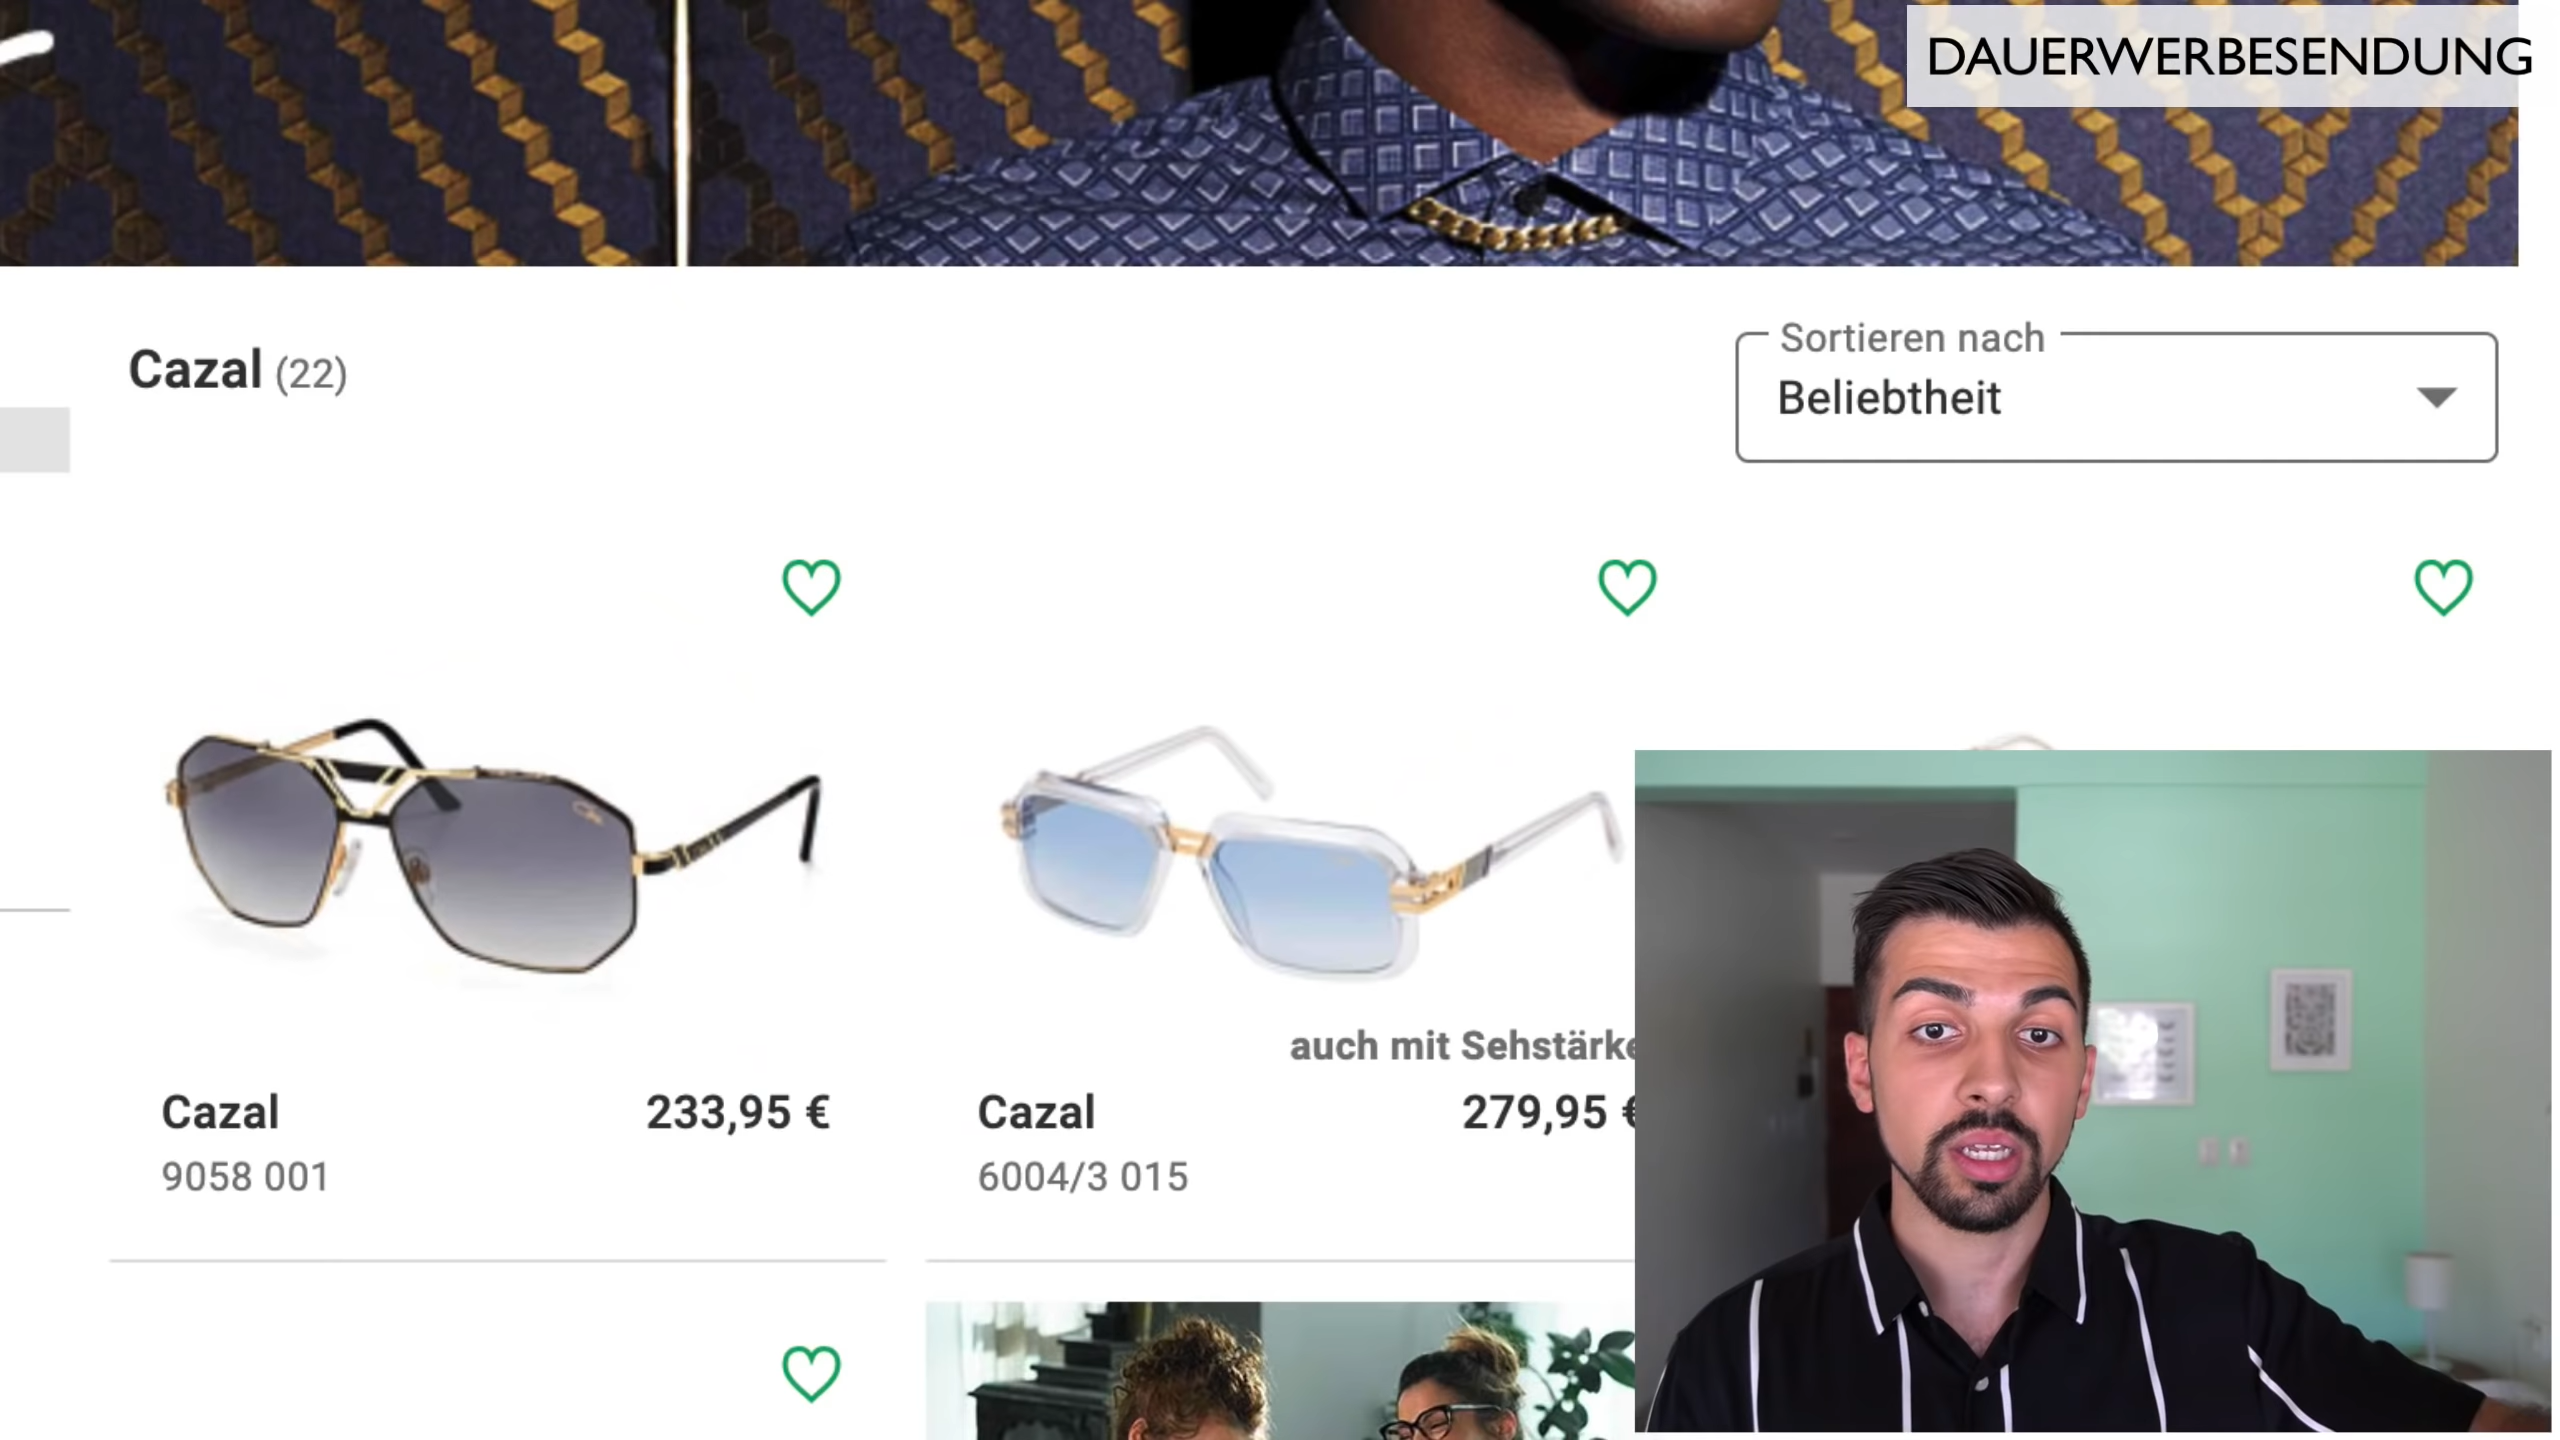 DAUERWERBESENDUNG
Cazal (22)
Sortieren nach
Beliebtheit
auch mit Sehstärke
Cazal 233,95 €
9058 001
Cazal 279,95 €
6004/3 015